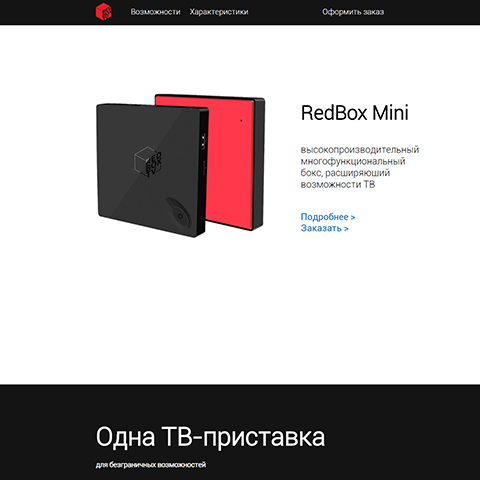 Возможности Характеристики Оформить заказ
RedBox Mini
высокопроизводительный
многофункциональный
бокс, расширяющий
возможности ТВ
Подробнее >
Заказать >
Одна ТВ-приставка
для безграничных возможностей